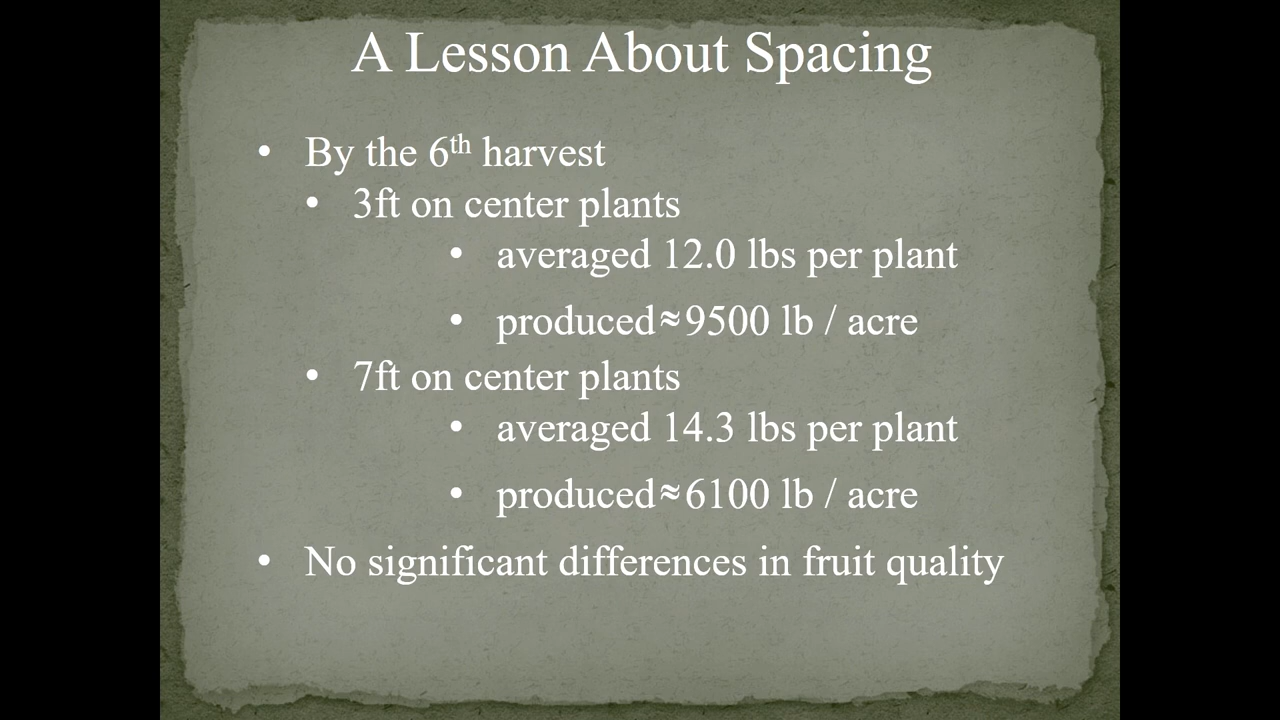 A Lesson About Spacing
• By the 6th harvest
• 3ft on center plants
• averaged 12.0 lbs per plant
• produced≈9500 lb / acre
• 7ft on center plants
• averaged 14.3 lbs per plant
• produced≈6100 lb / acre
• No significant differences in fruit quality